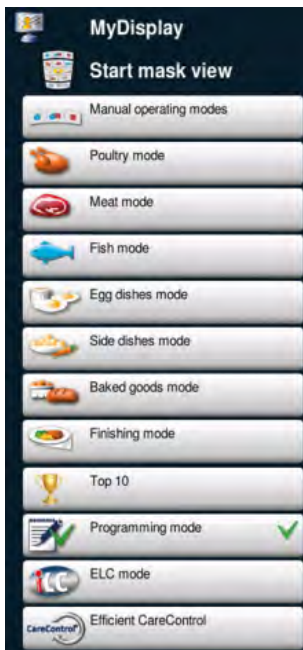 MyDisplay
Start mask view
Manual operating modes
Poultry mode
Meat mode
Fish mode
Egg dishes mode
Side dishes mode
Baked goods mode
Finishing mode
Top 10
Programming mode
ELC mode
CareControl Efficient CareControl